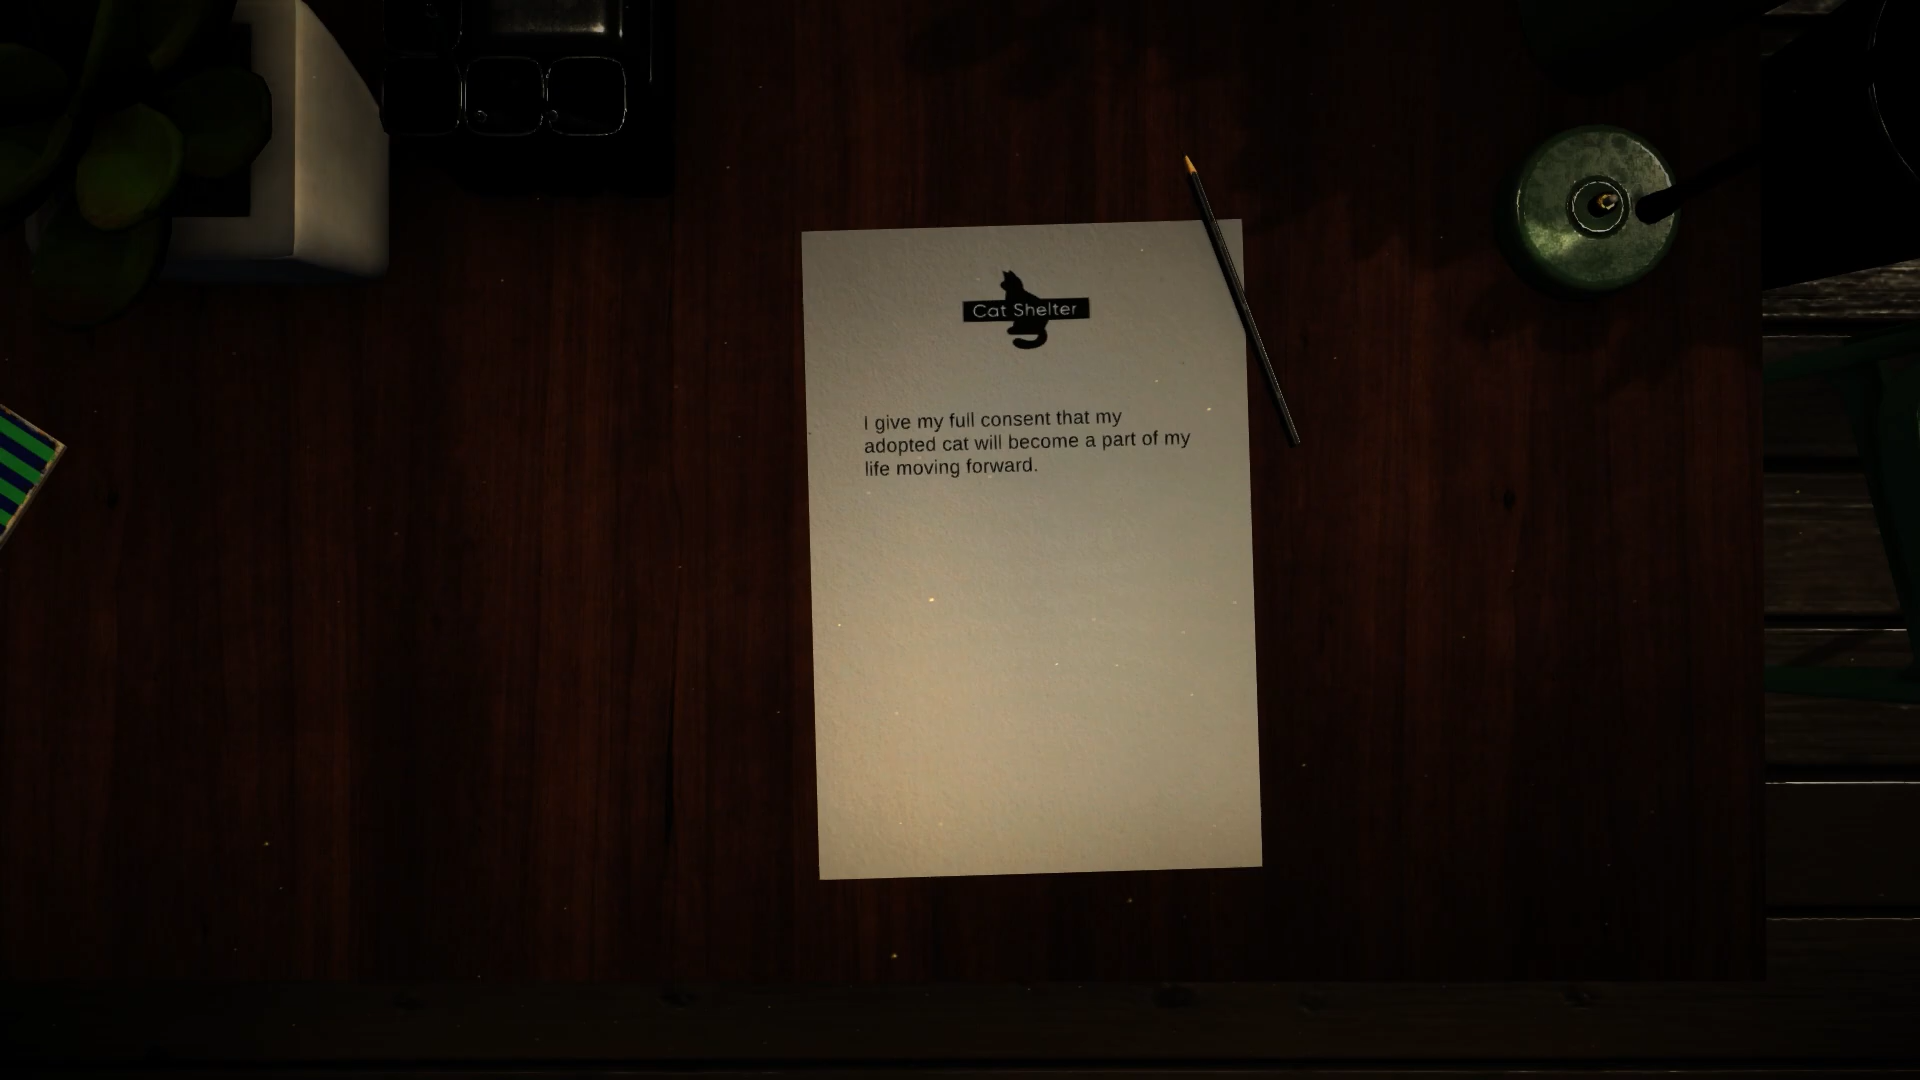 Cat Shelter
I give my full consent that my
adopted cat will become a part of my
life moving forward.